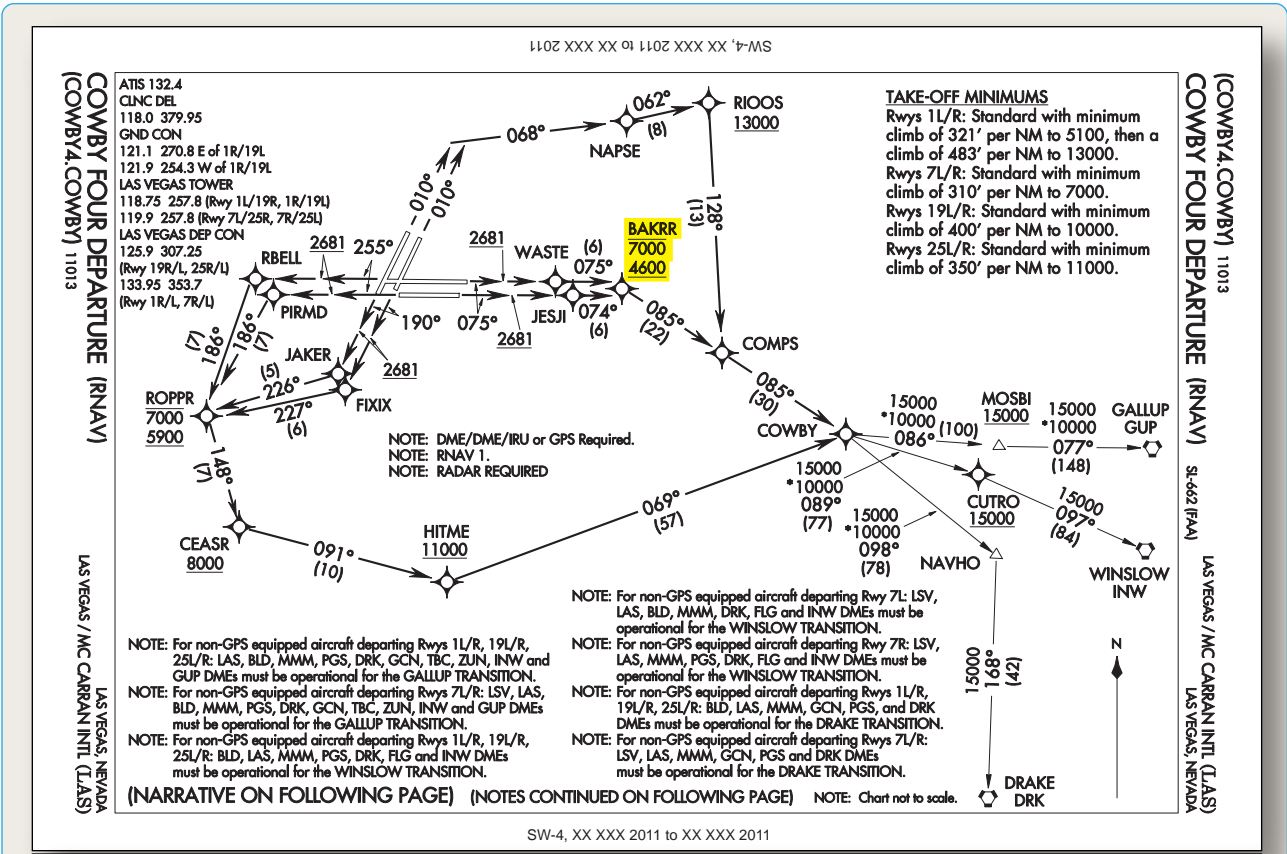 SW-4, XX XXX 2011 to XX XXX 2011
(COWBY4.COWBY) 11013
COWBY FOUR DEPARTURE (RNAV)
LAS VEGAS / MC CARRAN INTL (LAS)
LAS VEGAS, NEVADA
ATIS 132.4
CLNC DEL
118.0 379.95
GND CON
121.1 270.8 E of 1R/19L
121.9 254.3 W of 1R/19L
LAS VEGAS TOWER
118.75 257.8 (Rwy 1L/19R, 1R/19L)
119.9 257.8 (Rwy 7L/25R, 7R/25L)
LAS VEGAS DEP CON
125.9 307.25
(Rwy 19R/L, 25R/L)
133.95 353.7
(Rwy 1R/L, 7R/L)
TAKE-OFF MINIMUMS
Rwys 1L/R: Standard with minimum
climb of 321’ per NM to 5100, then a
climb of 483’ per NM to 13000.
Rwys 7L/R: Standard with minimum
climb of 310’ per NM to 7000.
Rwys 19L/R: Standard with minimum
climb of 400’ per NM to 10000.
Rwys 25L/R: Standard with minimum
climb of 350’ per NM to 11000.
(COWBY4.COWBY) 11013
COWBY FOUR DEPARTURE (RNAV)
SL-662 (FAA)
LAS VEGAS / MC CARRAN INTL (LAS)
LAS VEGAS, NEVADA
068°
NAPSE
062°
(8)
RIOOS
13000
128°
(13)
010°
010°
RBELL
2681
255°
PIRMD
2681
WASTE
(6)
075°
BAKRR
7000
4600
190°
075°
JESJI
074°
(6)
2681
2681
085°
(22)
COMPS
(7)
186°
186°
(7)
JAKER
(5)
226°
227°
(6)
FIXIX
ROPPR
7000
5900
085°
(30)
COWBY
15000
*10000
086°
(100)
MOSBI
15000
15000
*10000
077°
(148)
GALLUP
GUP
NOTE: DME/DME/IRU or GPS Required.
NOTE: RNAV 1.
NOTE: RADAR REQUIRED
148°
(7)
CEASR
8000
091°
(10)
HITME
11000
069°
(57)
15000
*10000
089°
(77)
CUTRO
15000
15000
097°
(84)
WINSLOW
INW
15000
*10000
098°
(78)
NAVHO
15000
168°
(42)
DRAKE
DRK
N
NOTE: For non-GPS equipped aircraft departing Rwys 1L/R, 19L/R,
25L/R: LAS, BLD, MMM, PGS, DRK, GCN, TBC, ZUN, INW and
GUP DMEs must be operational for the GALLUP TRANSITION.
NOTE: For non-GPS equipped aircraft departing Rwys 7L/R: LSV, LAS,
BLD, MMM, PGS, DRK, GCN, TBC, ZUN, INW and GUP DMEs
must be operational for the GALLUP TRANSITION.
NOTE: For non-GPS equipped aircraft departing Rwys 1L/R, 19L/R,
25L/R: BLD, LAS, MMM, PGS, DRK, FLG and INW DMEs
must be operational for the WINSLOW TRANSITION.
NOTE: For non-GPS equipped aircraft departing Rwy 7L: LSV,
LAS, BLD, MMM, DRK, FLG and INW DMEs must be
operational for the WINSLOW TRANSITION.
NOTE: For non-GPS equipped aircraft departing Rwy 7R: LSV,
LAS, MMM, PGS, DRK, FLG and INW DMEs must be
operational for the WINSLOW TRANSITION.
NOTE: For non-GPS equipped aircraft departing Rwys 1L/R,
19L/R, 25L/R: BLD, LAS, MMM, GCN, PGS, and DRK
DMEs must be operational for the DRAKE TRANSITION.
NOTE: For non-GPS equipped aircraft departing Rwy 7L/R:
LSV, LAS, MMM, GCN, PGS and DRK DMEs
must be operational for the DRAKE TRANSITION.
(NARRATIVE ON FOLLOWING PAGE) (NOTES CONTINUED ON FOLLOWING PAGE) NOTE: Chart not to scale.
SW-4, XX XXX 2011 to XX XXX 2011